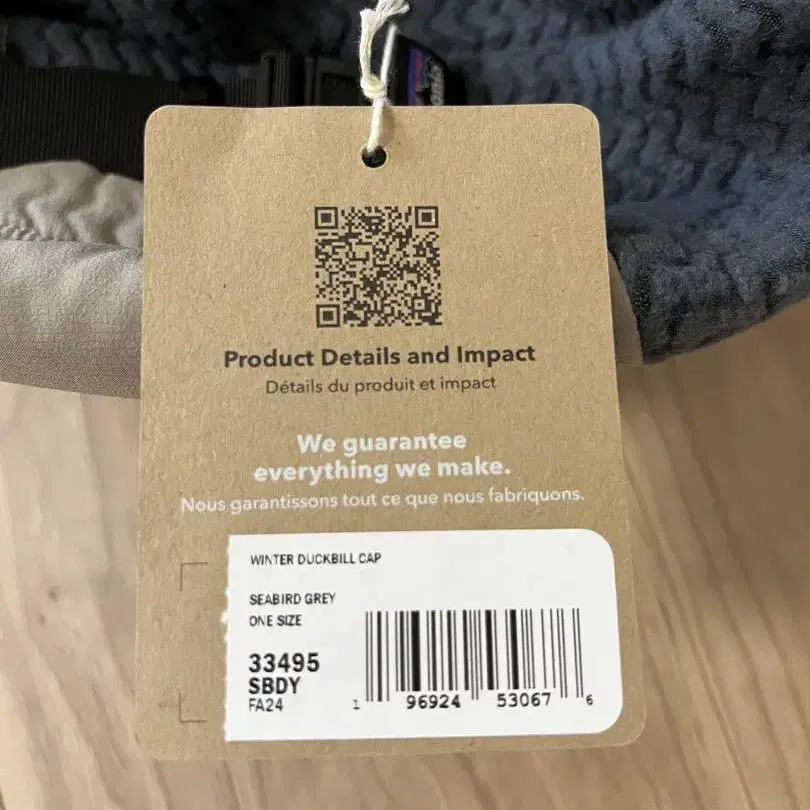 Product Details and Impact
Détails du produit et impact
We guarantee
everything we make.
Nous garantissons tout ce que nous fabriquons.
WINTER DUCKBILL CAP
SEABIRD GREY
ONE SIZE
33495
SBDY
FA24
1 96924 53067 6